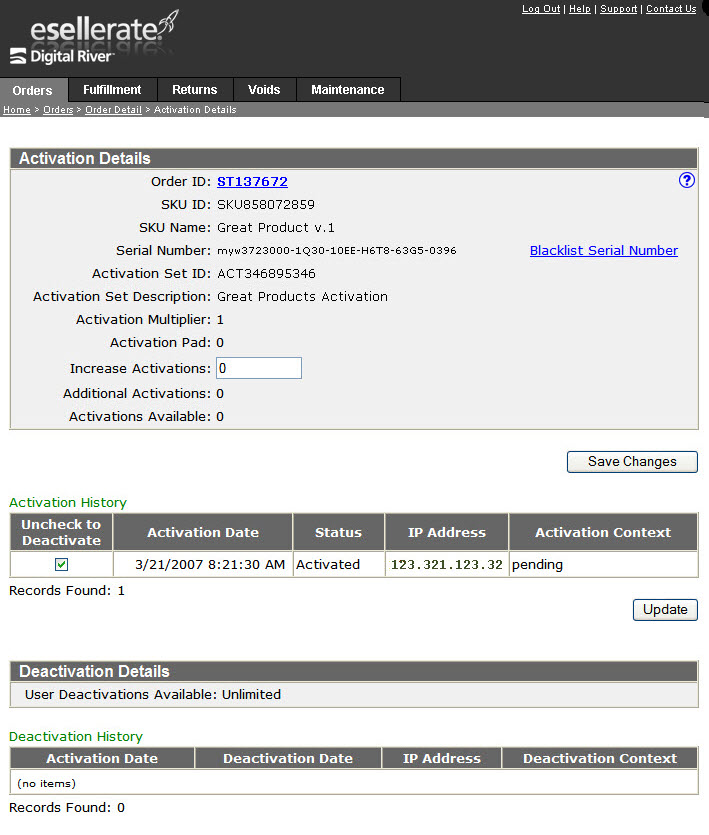 Log Out | Help | Support | Contact Us
esellerate.
Digital River
Orders Fulfillment Returns Voids Maintenance
Home > Orders > Order Detail > Activation Details
Activation Details
Order ID: ST137672 ?
SKU ID: SKU858072859
SKU Name: Great Product v.1
Serial Number: myw3723000-1Q30-10EE-H6T8-63G5-0396 Blacklist Serial Number
Activation Set ID: ACT346895346
Activation Set Description: Great Products Activation
Activation Multiplier: 1
Activation Pad: 0
Increase Activations: 0
Additional Activations: 0
Activations Available: 0
Save Changes
Activation History
Uncheck to
Deactivate Activation Date Status IP Address Activation Context
3/21/2007 8:21:30 AM Activated 123.321.123.32 pending
Records Found: 1
Update
Deactivation Details
User Deactivations Available: Unlimited
Deactivation History
Activation Date Deactivation Date IP Address Deactivation Context
(no items)
Records Found: 0